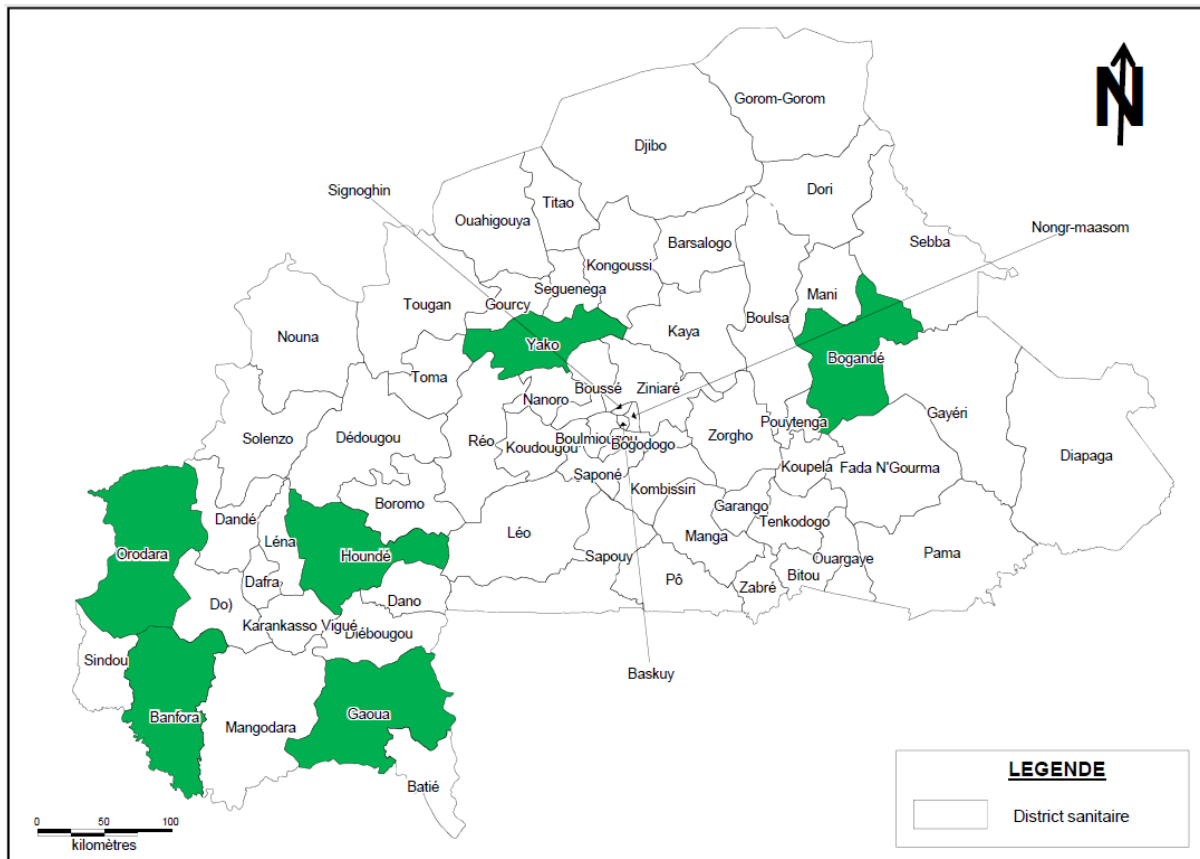 N
Gorom-Gorom
Djibo
Signoghin
Titao
Dori
Ouahigouya
Nongr-maasom
Barsalogo
Sebba
Kongoussi
Seguenega
Mani
Tougan
Gourcy
Boulsa
Nouna
Kaya
Yako
Bogandé
Toma
Boussé
Ziniaré
Nanoro
Gayéri
Pouytenga
Solenzo
Dédougou
Réo
Koudougou
Boulmiougou
Bogodogo
Zorgho
Koupela
Fada N'Gourma
Diapaga
Saponé
Kombissiri
Boromo
Garango
Dandé
Tenkodogo
Léo
Manga
Léna
Orodara
Houndé
Sapouy
Ouargaye
Pama
Bitou
Pô
Zabré
Dafra
Do)
Dano
Karankasso Vigué
Diébougou
Sindou
Baskuy
Banfora
Gaoua
Mangodara
Batié
LEGENDE
District sanitaire
0 50 100
kilomètres